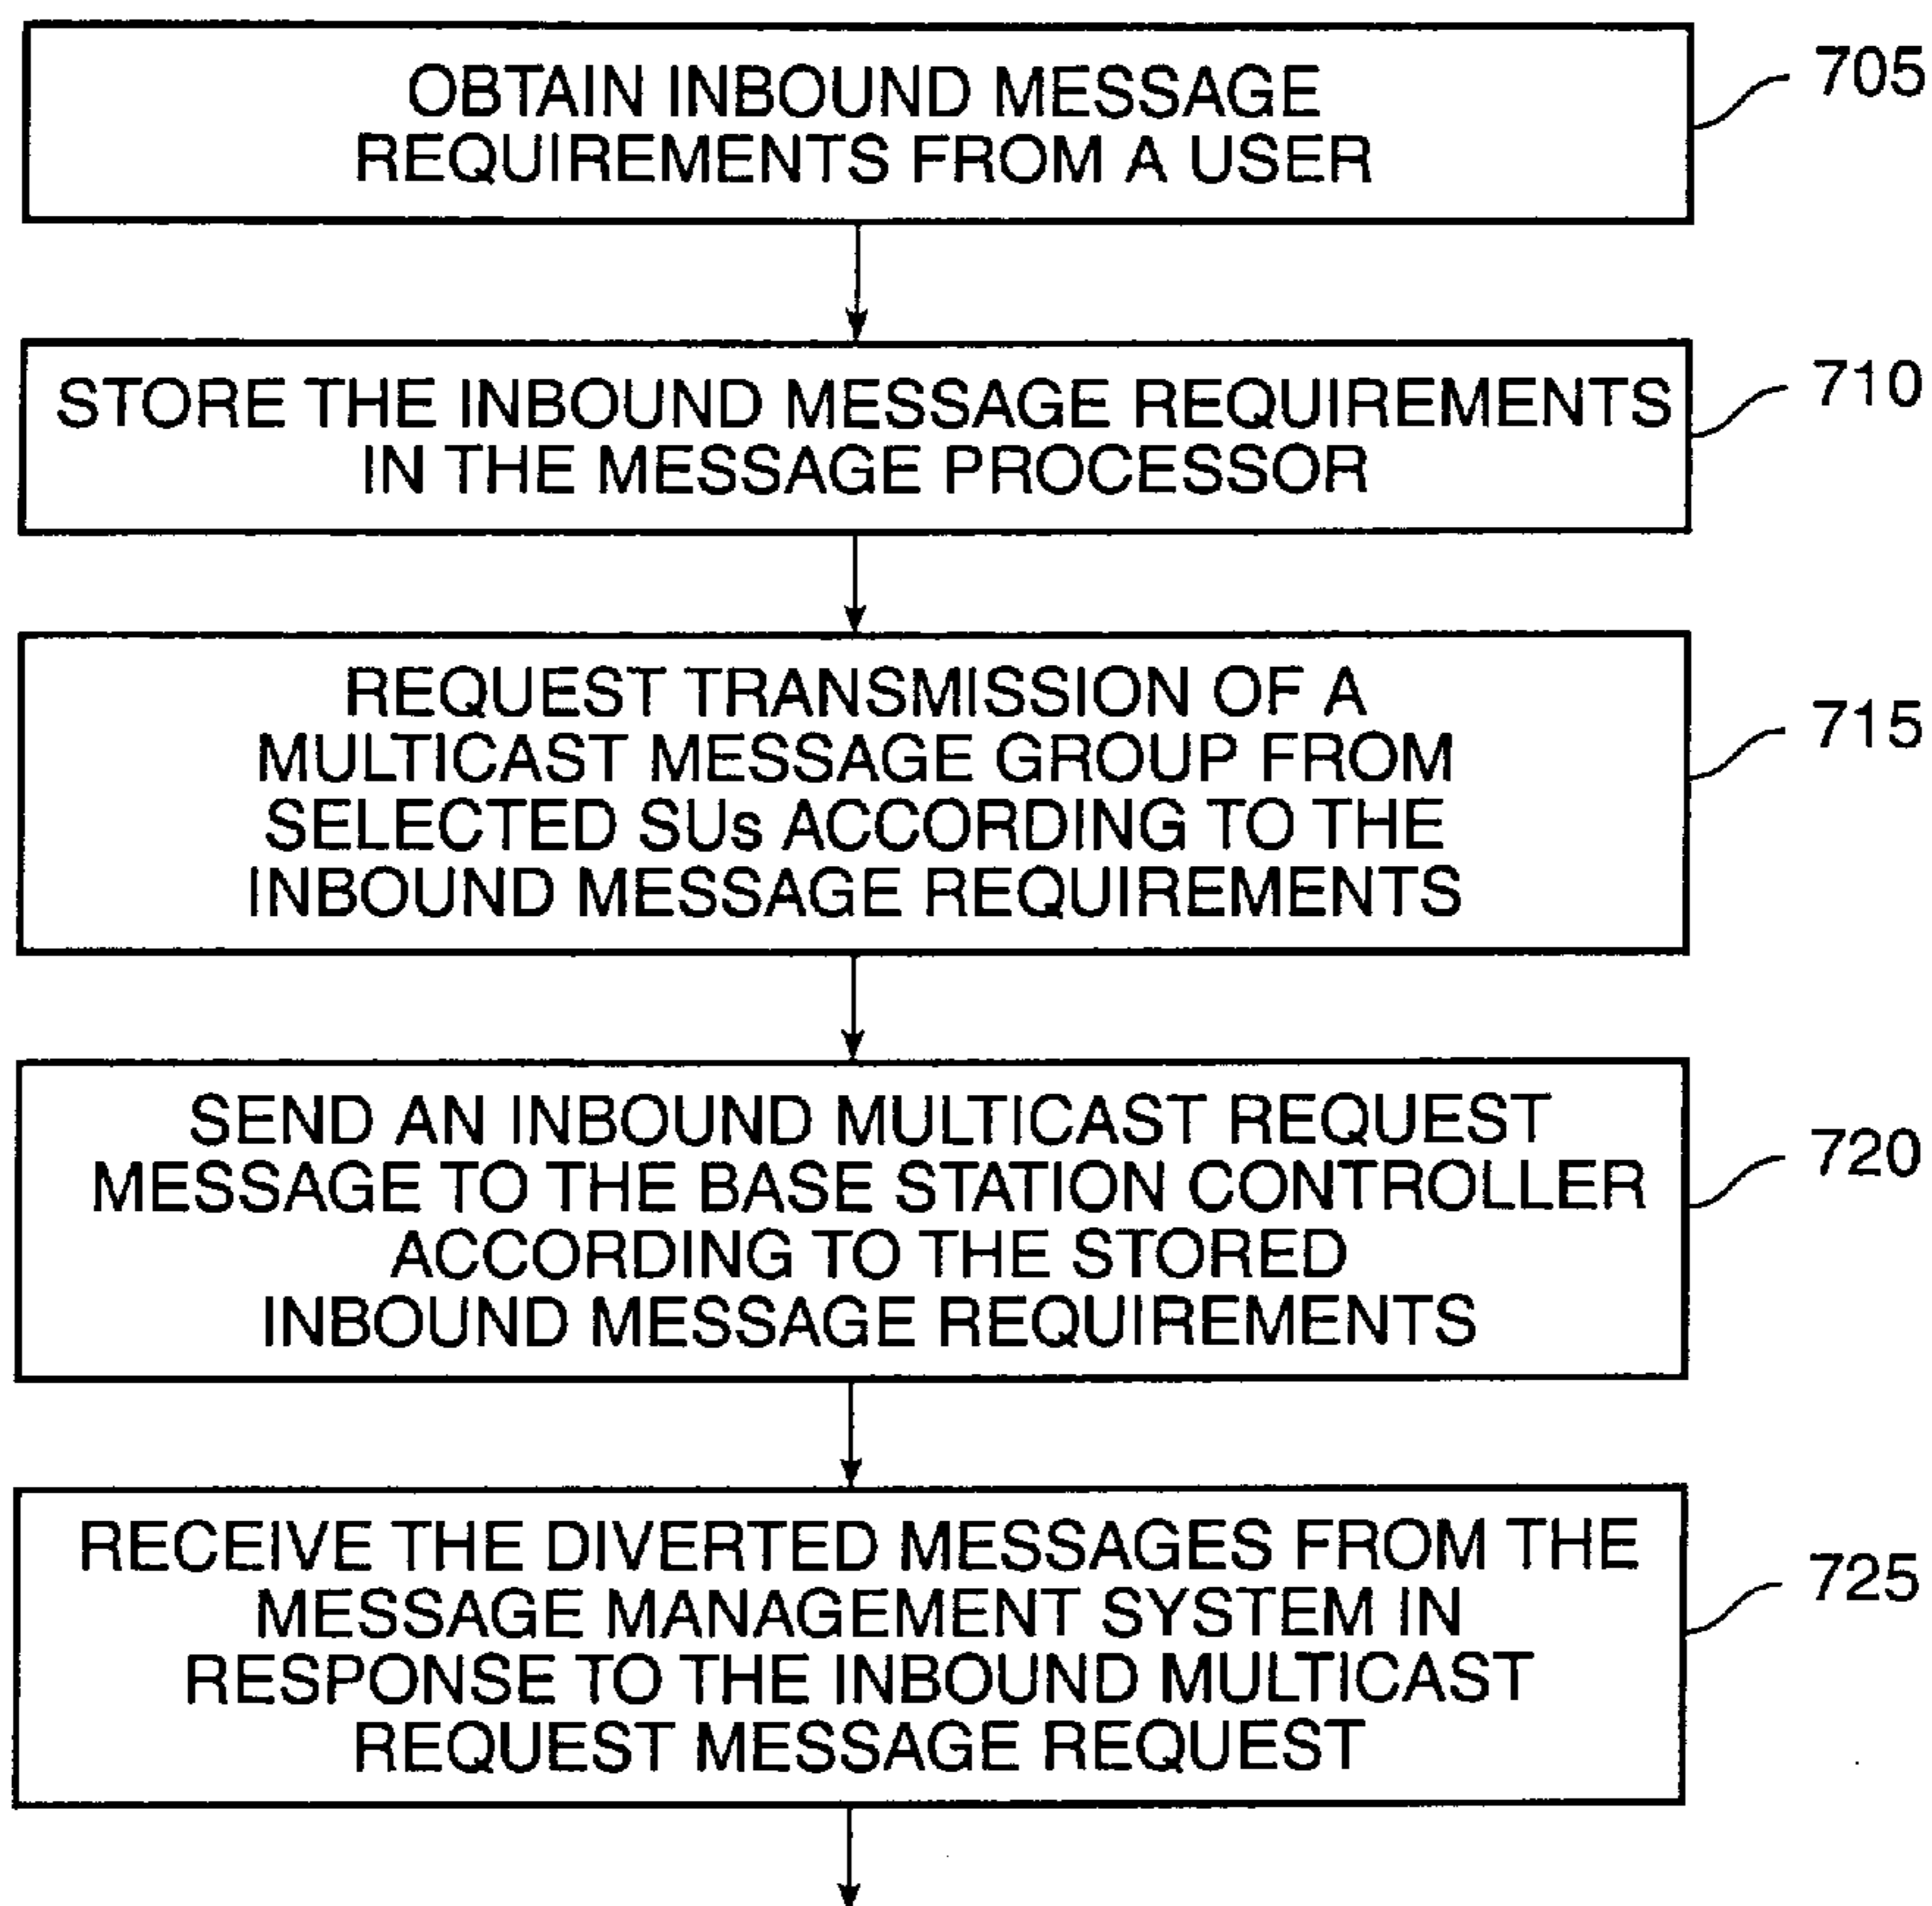 OBTAIN INBOUND MESSAGE
REQUIREMENTS FROM A USER
705
STORE THE INBOUND MESSAGE REQUIREMENTS
IN THE MESSAGE PROCESSOR
710
REQUEST TRANSMISSION OF A
MULTICAST MESSAGE GROUP FROM
SELECTED SUs ACCORDING TO THE
INBOUND MESSAGE REQUIREMENTS
715
SEND AN INBOUND MULTICAST REQUEST
MESSAGE TO THE BASE STATION CONTROLLER
ACCORDING TO THE STORED
INBOUND MESSAGE REQUIREMENTS
720
RECEIVE THE DIVERTED MESSAGES FROM THE
MESSAGE MANAGEMENT SYSTEM IN
RESPONSE TO THE INBOUND MULTICAST
REQUEST MESSAGE REQUEST
725